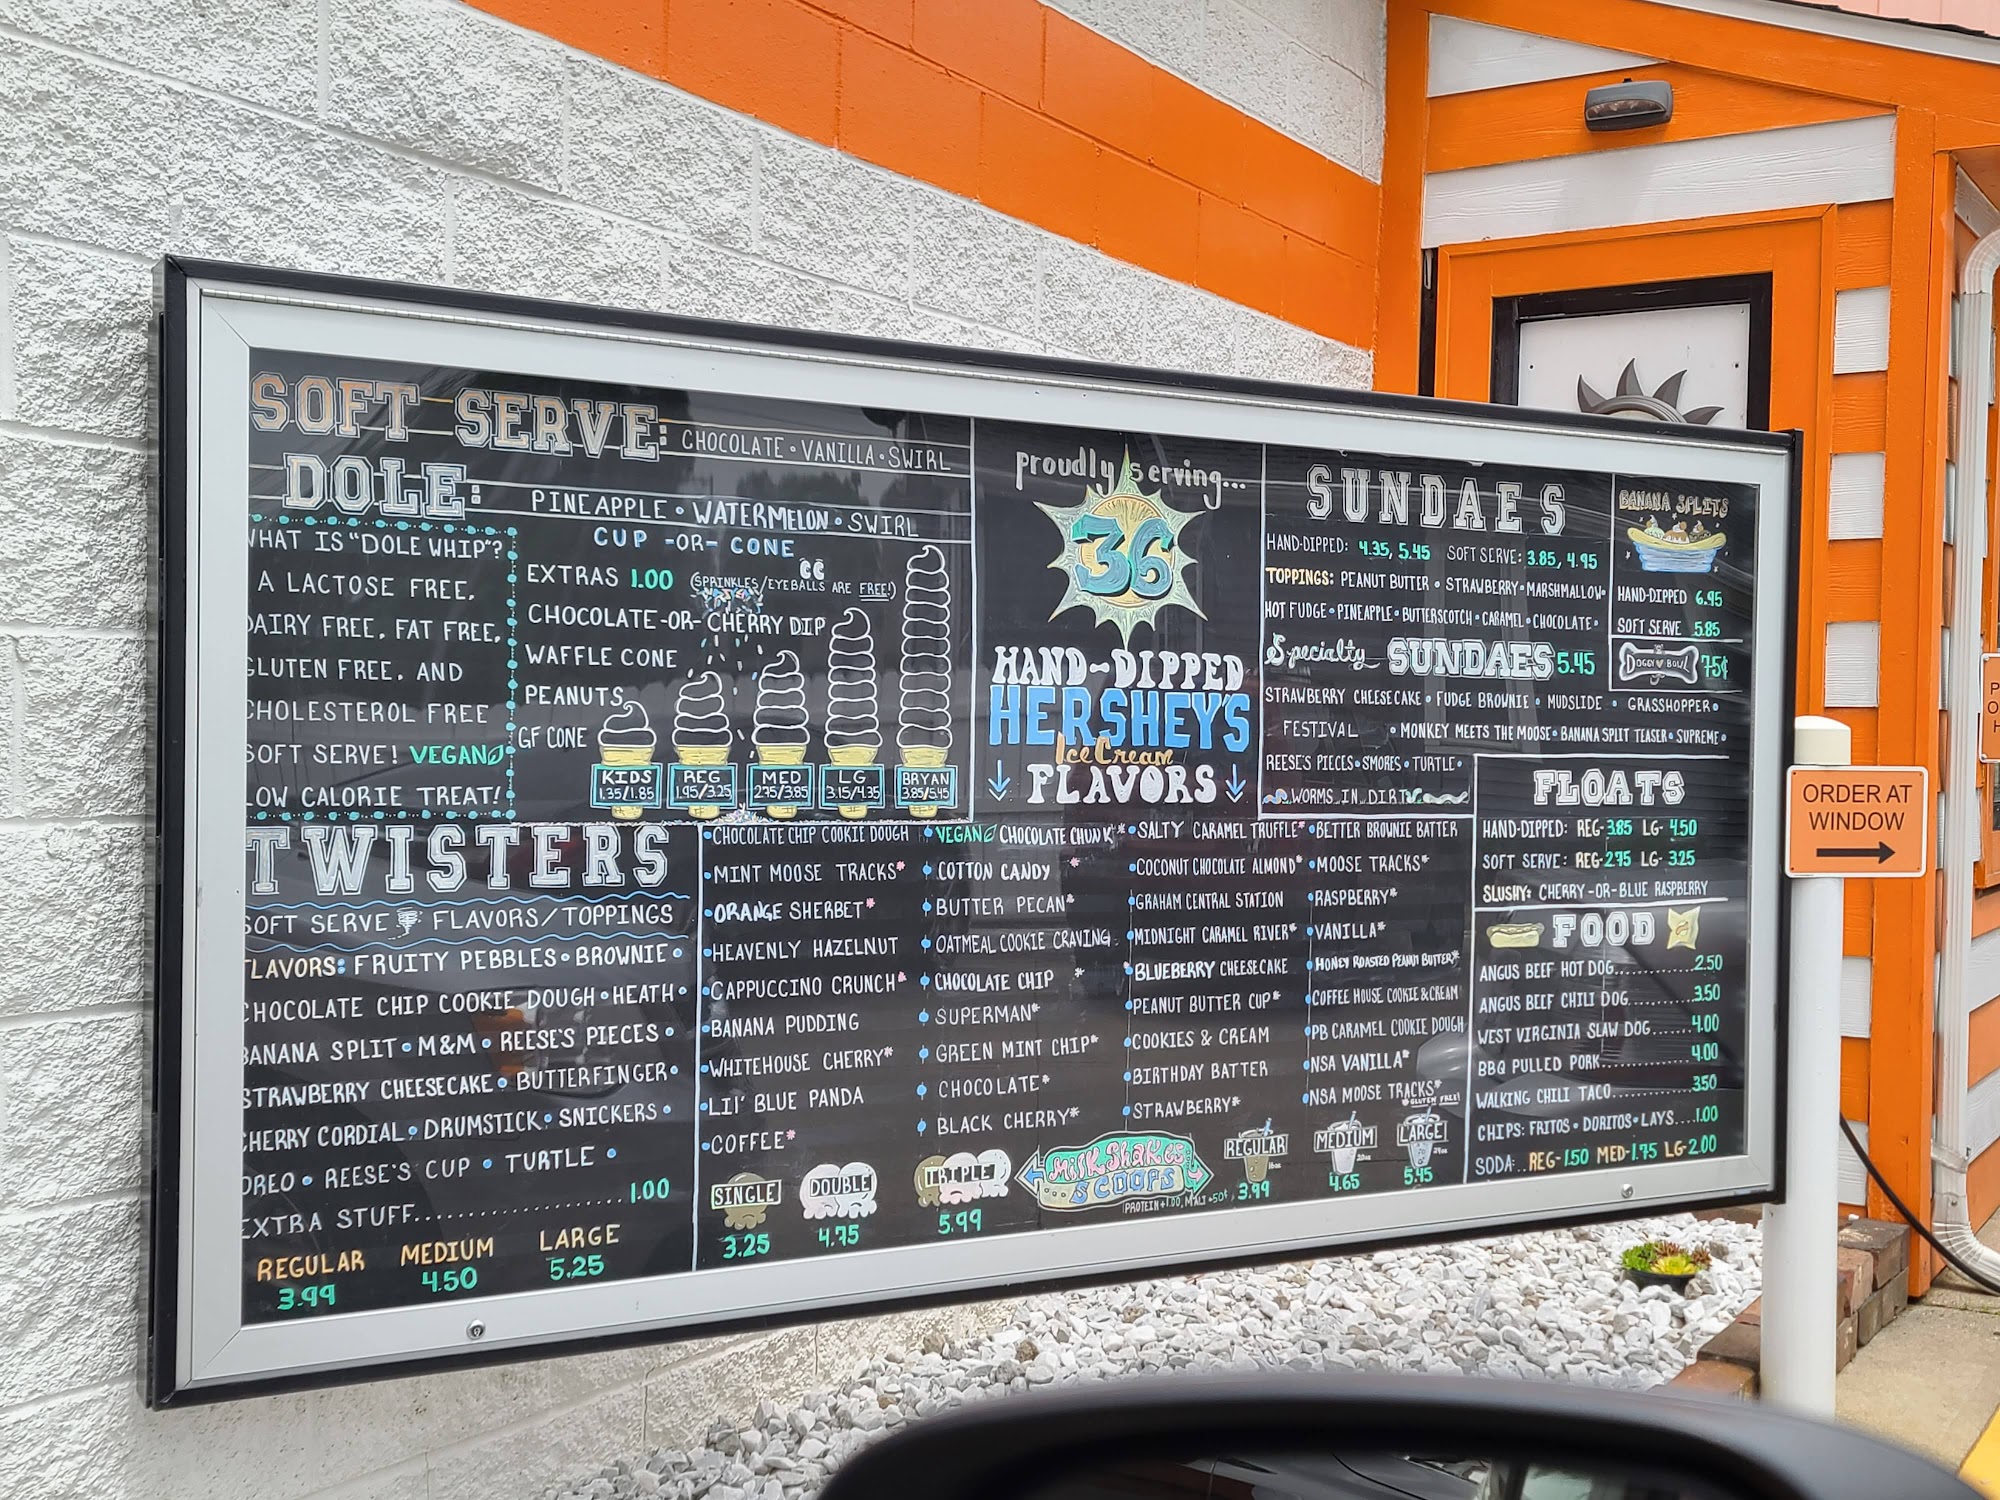 SOFT SERVE: CHOCOLATE • VANILLA • SWIRL
DOLE: PINEAPPLE • WATERMELON • SWIRL
WHAT IS "DOLE WHIP"?
A LACTOSE FREE,
DAIRY FREE, FAT FREE,
GLUTEN FREE, AND
CHOLESTEROL FREE
SOFT SERVE! VEGAN
LOW CALORIE TREAT!
CUP -OR- CONE
EXTRAS 1.00 (SPRINKLES/EYEBALLS ARE FREE!)
CHOCOLATE -OR- CHERRY DIP
WAFFLE CONE
PEANUTS
GF CONE
KIDS 1.35/1.85
REG 1.95/3.25
MED 2.75/3.85
LG 3.15/4.35
BRYAN 3.85/5.45
TWISTERS
SOFT SERVE FLAVORS/TOPPINGS
FLAVORS: FRUITY PEBBLES • BROWNIE •
CHOCOLATE CHIP COOKIE DOUGH • HEATH •
BANANA SPLIT • M&M • REESE'S PIECES •
STRAWBERRY CHEESECAKE • BUTTERFINGER •
CHERRY CORDIAL • DRUMSTICK • SNICKERS •
OREO • REESE'S CUP • TURTLE •
EXTRA STUFF....................1.00
REGULAR MEDIUM LARGE
3.99 4.50 5.25
proudly serving...
36
HAND-DIPPED
HERSHEY'S
Ice Cream
FLAVORS
• CHOCOLATE CHIP COOKIE DOUGH
• MINT MOOSE TRACKS*
• ORANGE SHERBET*
• HEAVENLY HAZELNUT
• CAPPUCCINO CRUNCH*
• BANANA PUDDING
• WHITEHOUSE CHERRY*
• LIL' BLUE PANDA
• COFFEE*
• VEGAN CHOCOLATE CHUNK*
• COTTON CANDY *
• BUTTER PECAN*
• OATMEAL COOKIE CRAVING
• CHOCOLATE CHIP *
• SUPERMAN*
• GREEN MINT CHIP*
• CHOCOLATE*
• BLACK CHERRY*
• SALTY CARAMEL TRUFFLE*
• COCONUT CHOCOLATE ALMOND*
• GRAHAM CENTRAL STATION
• MIDNIGHT CARAMEL RIVER*
• BLUEBERRY CHEESECAKE
• PEANUT BUTTER CUP*
• COOKIES & CREAM
• BIRTHDAY BATTER
• STRAWBERRY*
• BETTER BROWNIE BATTER
• MOOSE TRACKS*
• RASPBERRY*
• VANILLA*
• HONEY ROASTED PEANUT BUTTER*
• COFFEE HOUSE COOKIE & CREAM
• PB CARAMEL COOKIE DOUGH
• NSA VANILLA*
• NSA MOOSE TRACKS*
*GLUTEN FREE!
SINGLE DOUBLE TRIPLE
3.25 4.75 5.99
MilkShakes
SCOOPS
PROTEIN +1.00, MALT +50¢
REGULAR MEDIUM LARGE
16oz 20oz 24oz
3.99 4.65 5.45
SUNDAES
HAND-DIPPED: 4.35, 5.45 SOFT SERVE: 3.85, 4.95
TOPPINGS: PEANUT BUTTER • STRAWBERRY • MARSHMALLOW •
HOT FUDGE • PINEAPPLE • BUTTERSCOTCH • CARAMEL • CHOCOLATE •
Specialty SUNDAES 5.45
STRAWBERRY CHEESECAKE • FUDGE BROWNIE • MUDSLIDE • GRASSHOPPER •
FESTIVAL • MONKEY MEETS THE MOOSE • BANANA SPLIT TEASER • SUPREME •
REESE'S PIECES • S'MORES • TURTLE •
WORMS IN DIRT
BANANA SPLITS
HAND-DIPPED 6.95
SOFT SERVE 5.85
DOGGY BOWL 75¢
FLOATS
HAND-DIPPED: REG- 3.85 LG- 4.50
SOFT SERVE: REG- 2.75 LG- 3.25
SLUSHY: CHERRY -OR- BLUE RASPBERRY
FOOD
ANGUS BEEF HOT DOG............2.50
ANGUS BEEF CHILI DOG..........3.50
WEST VIRGINIA SLAW DOG.......4.00
BBQ PULLED PORK...............4.00
WALKING CHILI TACO............3.50
CHIPS: FRITOS • DORITOS • LAYS....1.00
SODA:..REG-1.50 MED-1.75 LG-2.00
ORDER AT
WINDOW